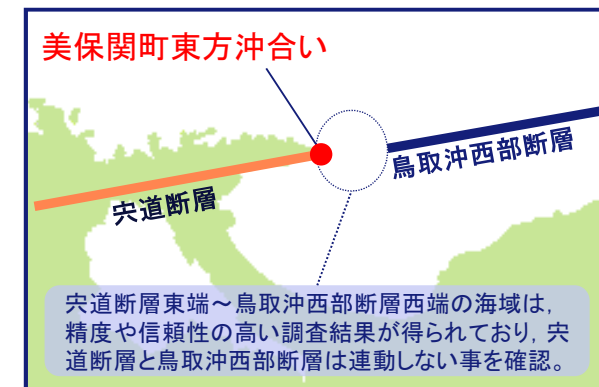 美保関町東方沖合い
鳥取沖西部断層
宍道断層
宍道断層東端～鳥取沖西部断層西端の海域は，
精度や信頼性の高い調査結果が得られており，宍
道断層と鳥取沖西部断層は連動しない事を確認。